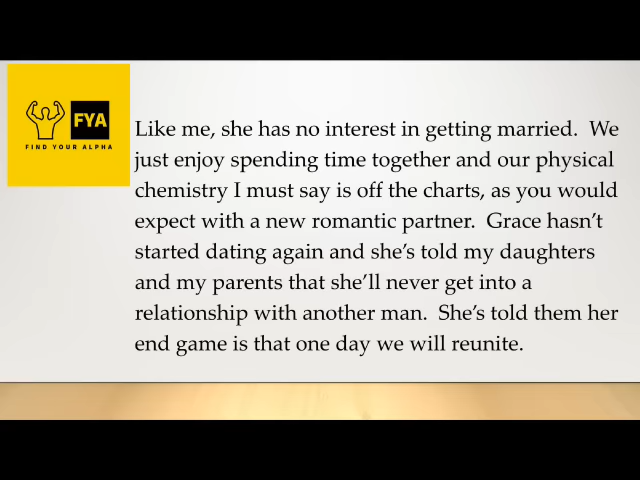 FYA
FIND YOUR ALPHA
Like me, she has no interest in getting married.  We
just enjoy spending time together and our physical
chemistry I must say is off the charts, as you would
expect with a new romantic partner.  Grace hasn't
started dating again and she's told my daughters
and my parents that she'll never get into a
relationship with another man.  She's told them her
end game is that one day we will reunite.